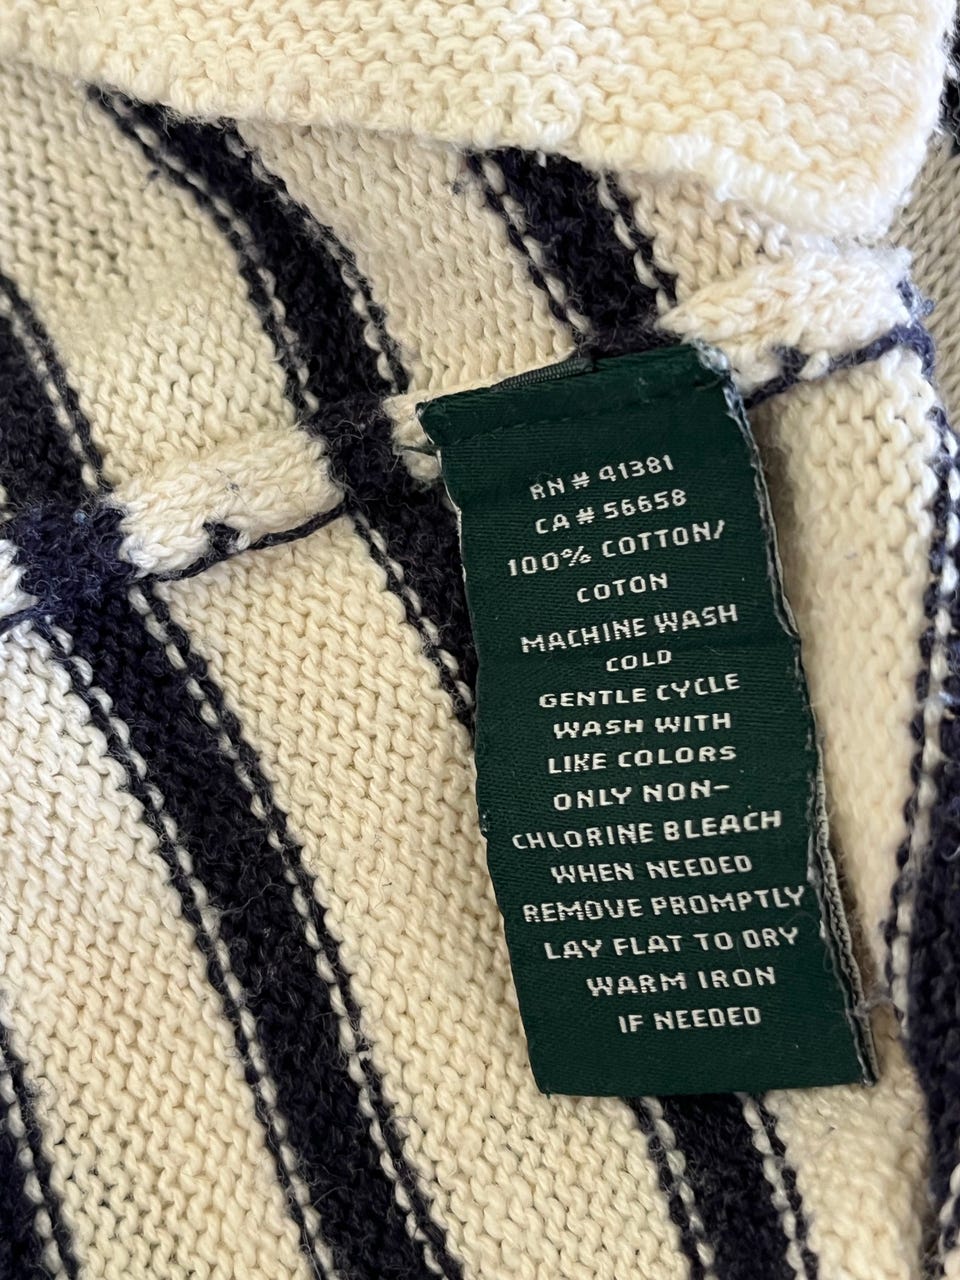 RN # 41381
CA # 56658
100% COTTON/
COTON
MACHINE WASH
COLD
GENTLE CYCLE
WASH WITH
LIKE COLORS
ONLY NON-
CHLORINE BLEACH
WHEN NEEDED
REMOVE PROMPTLY
LAY FLAT TO DRY
WARM IRON
IF NEEDED